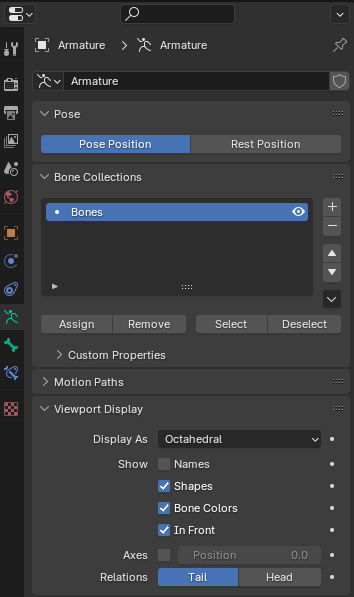 Armature Armature
Armature
Pose
Pose Position Rest Position
Bone Collections
Bones
Assign Remove Select Deselect
Custom Properties
Motion Paths
Viewport Display
Display As Octahedral
Show Names
Shapes
Bone Colors
In Front
Axes Position 0.0
Relations Tail Head